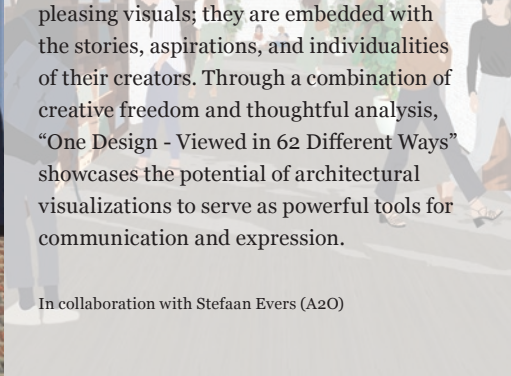 pleasing visuals; they are embedded with
the stories, aspirations, and individualities
of their creators. Through a combination of
creative freedom and thoughtful analysis,
“One Design - Viewed in 62 Different Ways”
showcases the potential of architectural
visualizations to serve as powerful tools for
communication and expression.
In collaboration with Stefaan Evers (A2O)